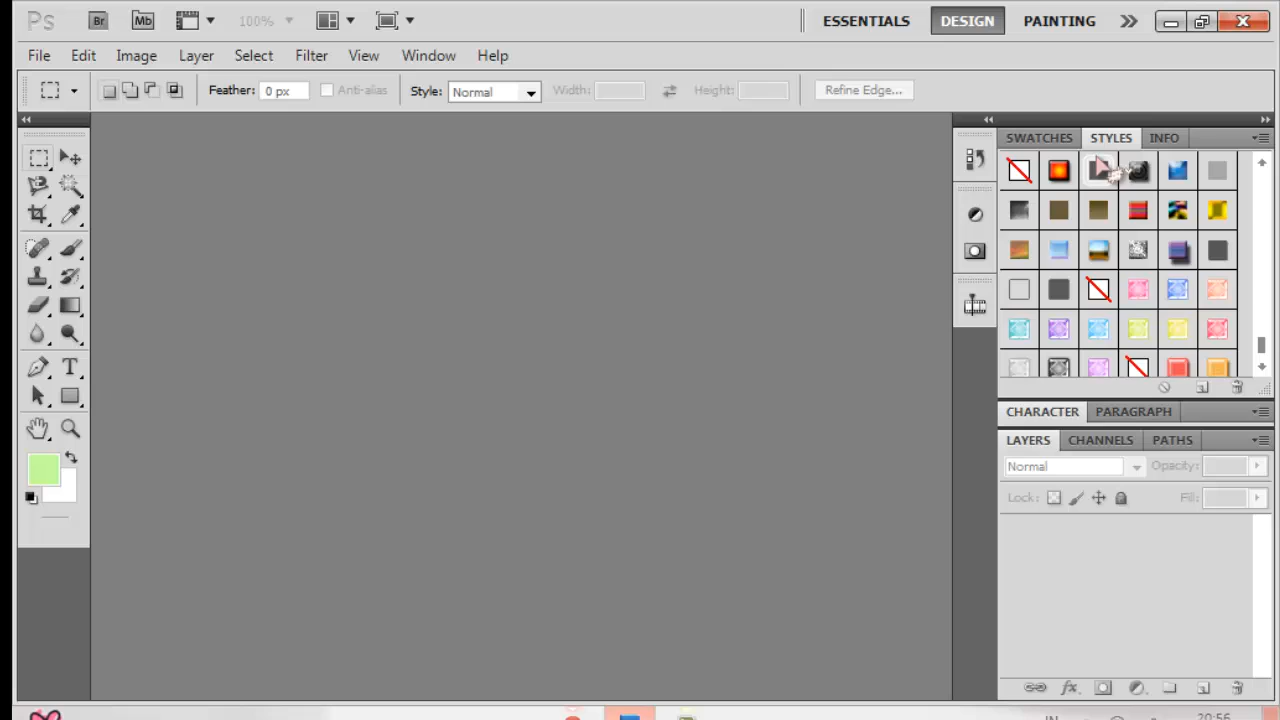 Ps Br Mb 100% ESSENTIALS DESIGN PAINTING
File Edit Image Layer Select Filter View Window Help
Feather: 0 px Anti-alias Style: Normal Width: Height: Refine Edge...
SWATCHES STYLES INFO
CHARACTER PARAGRAPH
LAYERS CHANNELS PATHS
Normal Opacity:
Lock: Fill:
IN 20:56